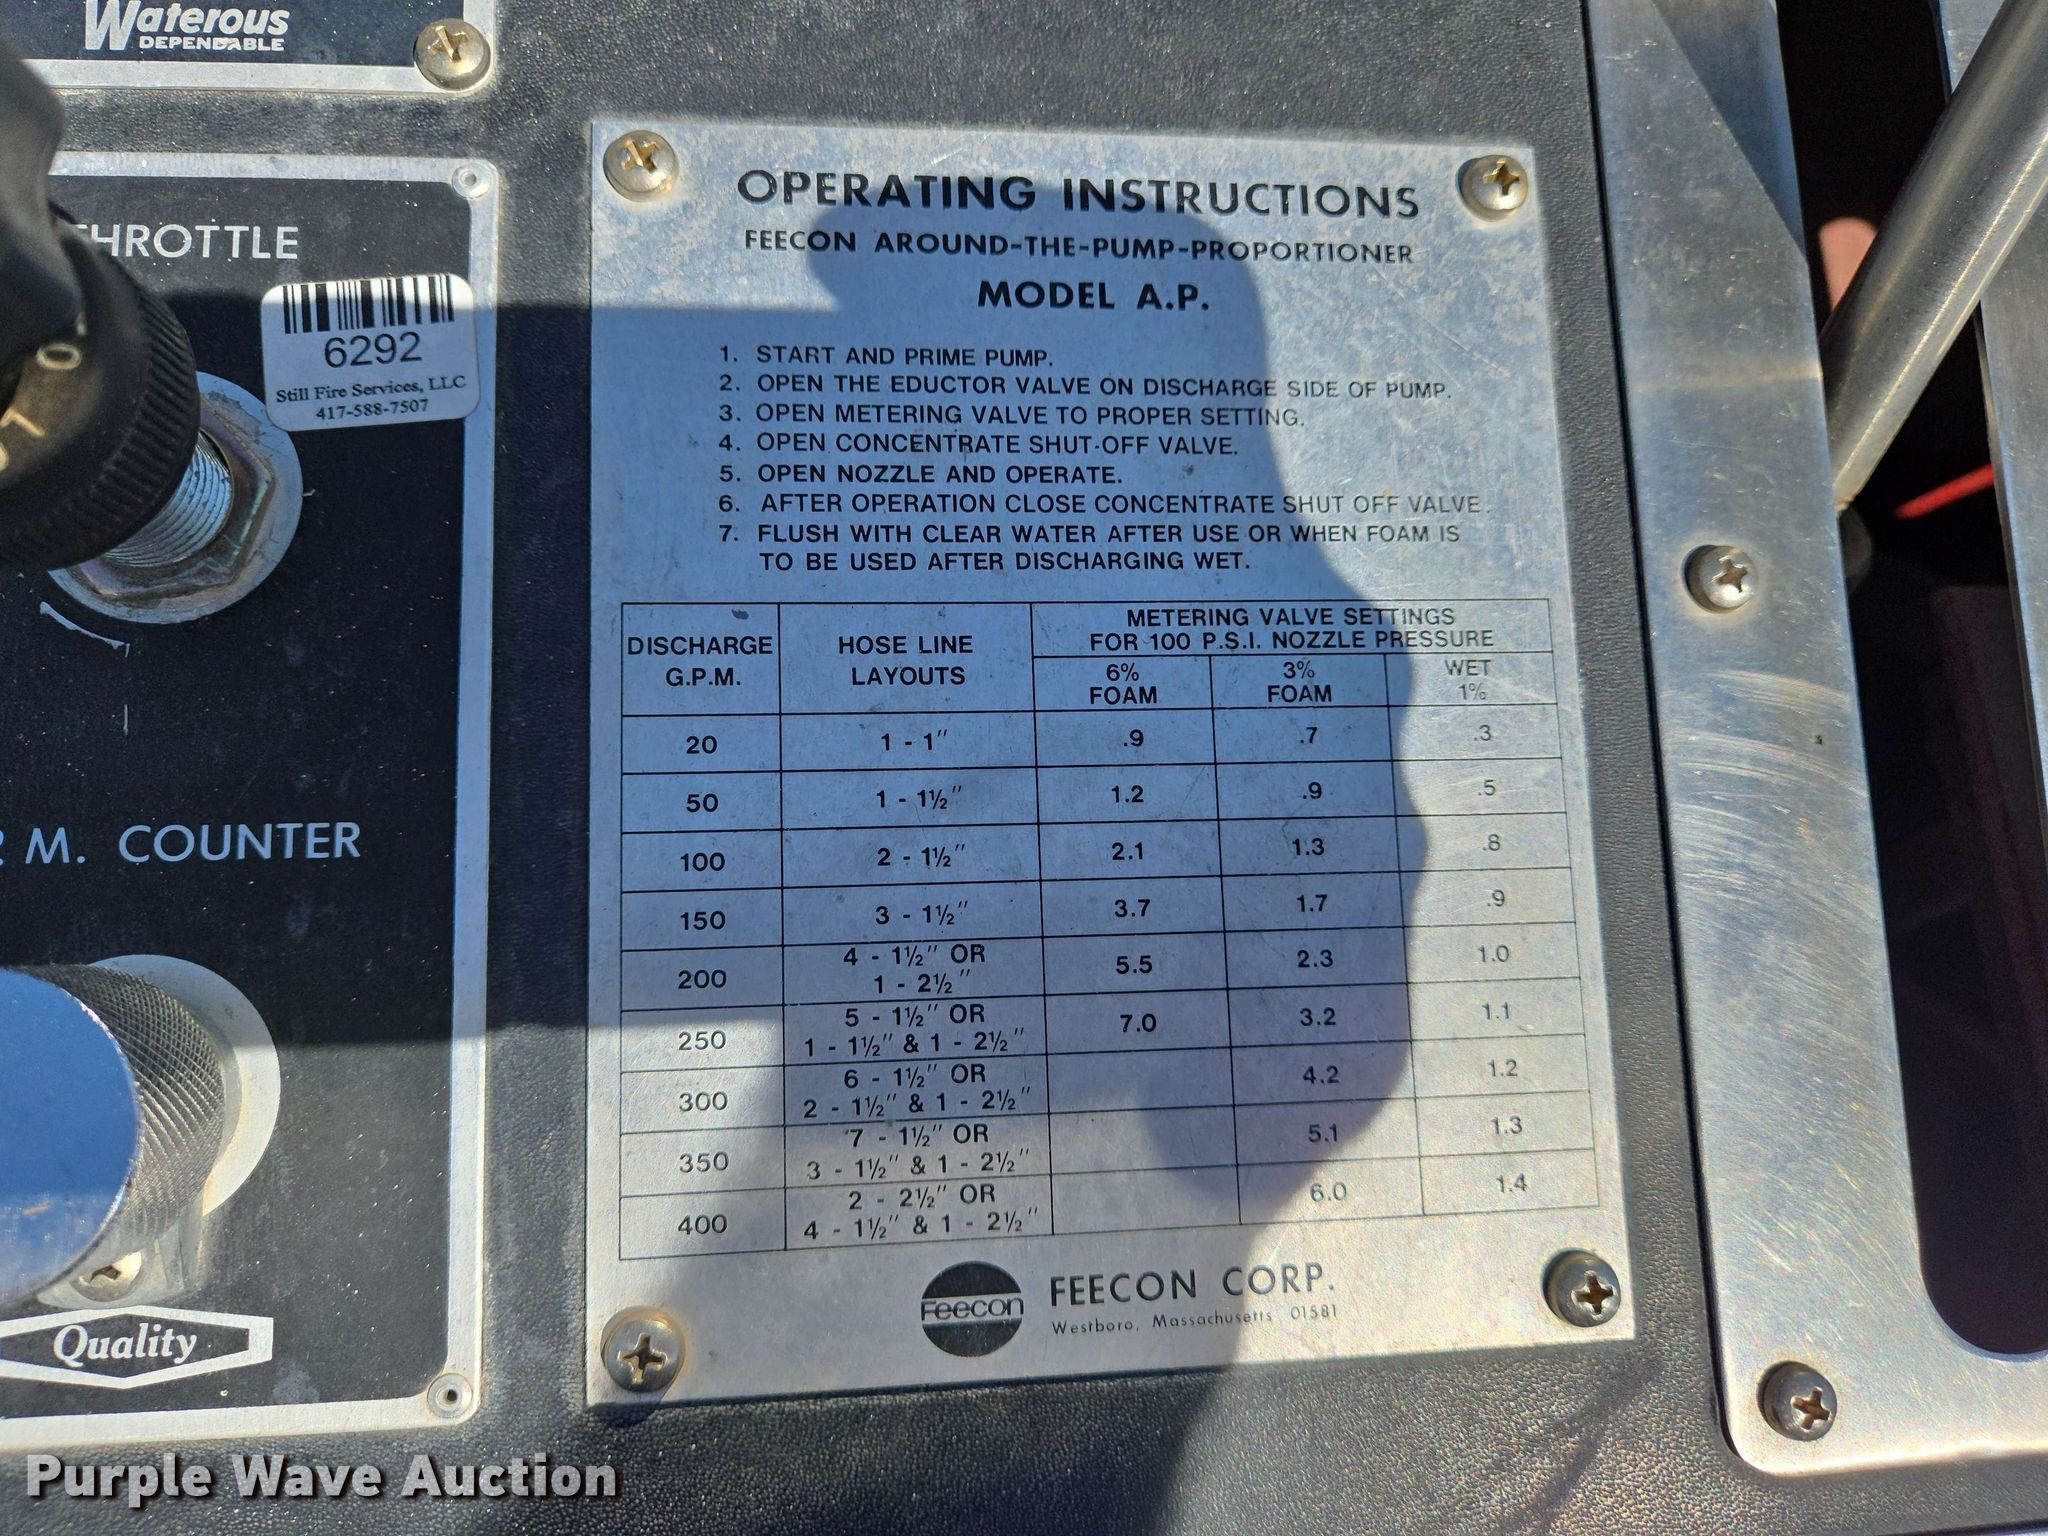 Waterous
DEPENDABLE
THROTTLE
6292
Still Fire Services, LLC
417-588-7507
M. COUNTER
Quality
OPERATING INSTRUCTIONS
FEECON AROUND-THE-PUMP-PROPORTIONER
MODEL A.P.
1. START AND PRIME PUMP.
2. OPEN THE EDUCTOR VALVE ON DISCHARGE SIDE OF PUMP.
3. OPEN METERING VALVE TO PROPER SETTING.
4. OPEN CONCENTRATE SHUT-OFF VALVE.
5. OPEN NOZZLE AND OPERATE.
6. AFTER OPERATION CLOSE CONCENTRATE SHUT OFF VALVE.
7. FLUSH WITH CLEAR WATER AFTER USE OR WHEN FOAM IS
TO BE USED AFTER DISCHARGING WET.
DISCHARGE G.P.M. HOSE LINE LAYOUTS METERING VALVE SETTINGS
FOR 100 P.S.I. NOZZLE PRESSURE
6% FOAM 3% FOAM WET 1%
20 1 - 1" .9 .7 .3
50 1 - 1½" 1.2 .9 .5
100 2 - 1½" 2.1 1.3 .8
150 3 - 1½" 3.7 1.7 .9
200 4 - 1½" OR 1 - 2½" 5.5 2.3 1.0
250 5 - 1½" OR 1 - 1½" & 1 - 2½" 7.0 3.2 1.1
300 6 - 1½" OR 2 - 1½" & 1 - 2½" 4.2 1.2
350 7 - 1½" OR 3 - 1½" & 1 - 2½" 5.1 1.3
400 2 - 2½" OR 4 - 1½" & 1 - 2½" 6.0 1.4
Feecon
FEECON CORP.
Westboro, Massachusetts 01581
Purple Wave Auction